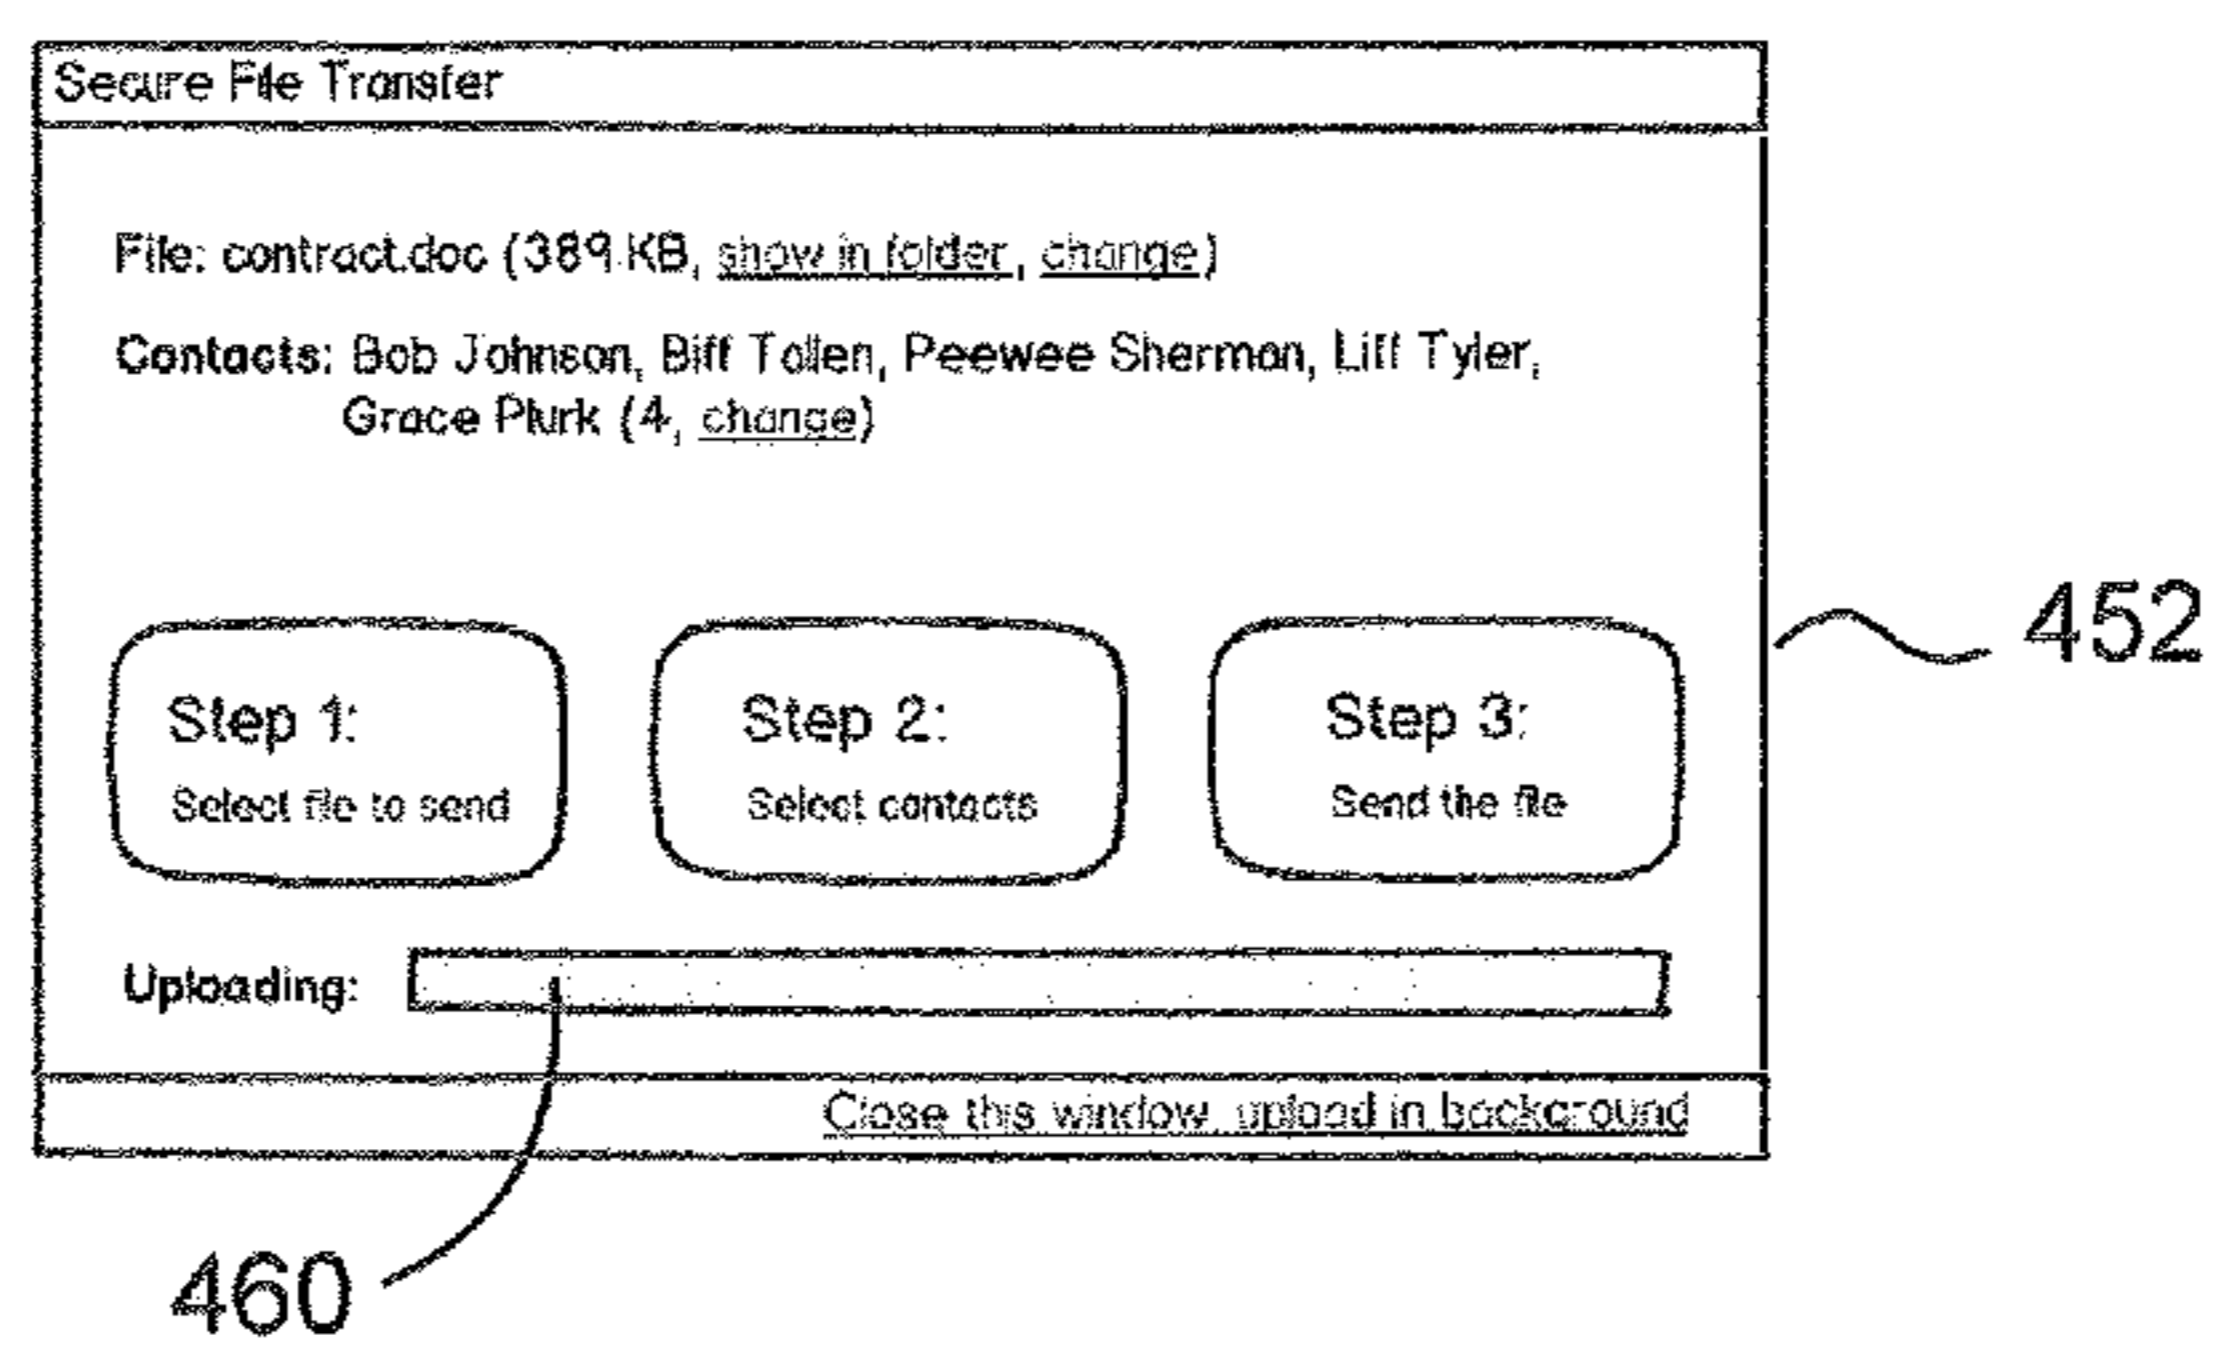 Secure File Transfer
File: contract.doc (389 KB, show in folder, change)
Contacts: Bob Johnson, Biff Tallen, Peewee Sherman, Liff Tyler,
Grace Plurk (4, change)
452
Step 1:
Select file to send
Step 2:
Select contacts
Step 3:
Send the file
Uploading:
Close this window, upload in background
460